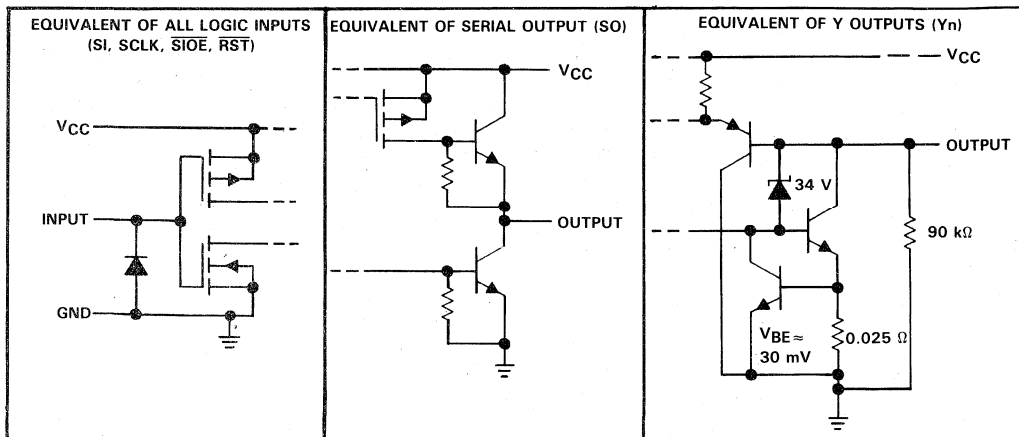 EQUIVALENT OF ALL LOGIC INPUTS
(SI, SCLK, SIOE, RST)
VCC
INPUT
GND
EQUIVALENT OF SERIAL OUTPUT (SO)
VCC
OUTPUT
EQUIVALENT OF Y OUTPUTS (Yn)
VCC
OUTPUT
34 V
90 kΩ
VBE ≈
30 mV
0.025 Ω